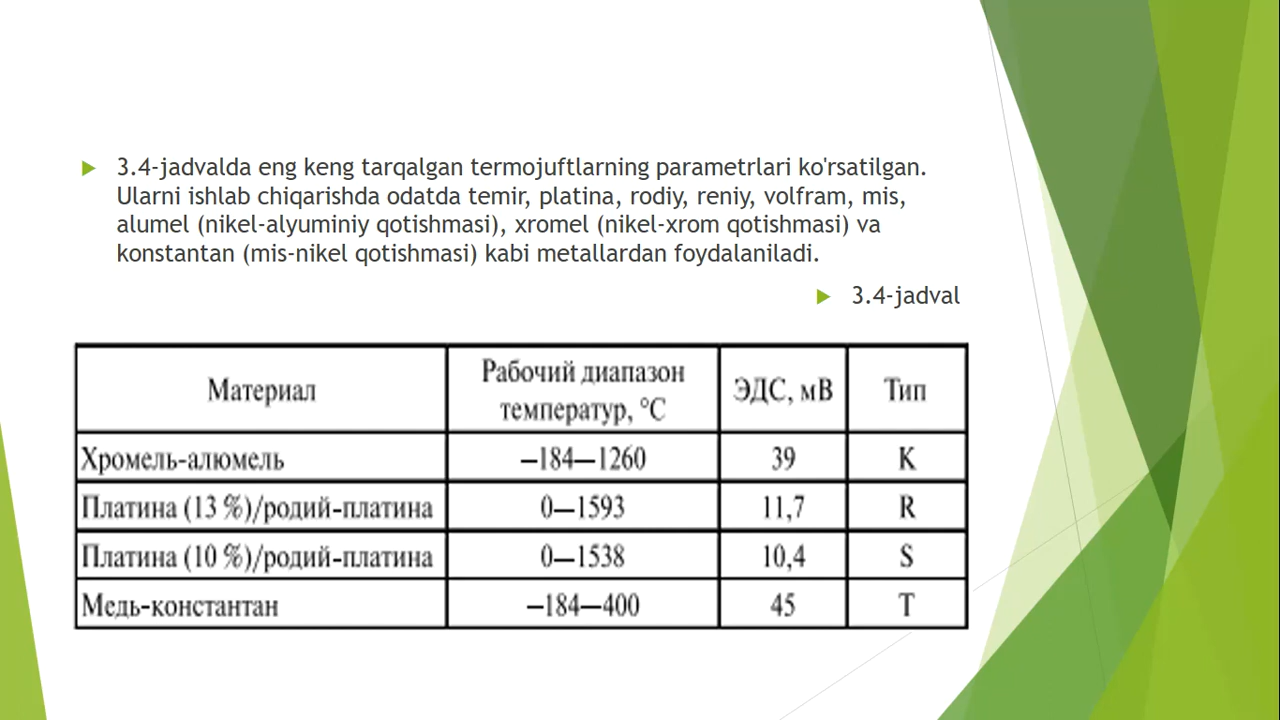 3.4-jadvalda eng keng tarqalgan termojuftlarning parametrlari ko'rsatilgan.
Ularni ishlab chiqarishda odatda temir, platina, rodiy, reniy, volfram, mis,
alumel (nikel-alyuminiy qotishmasi), xromel (nikel-xrom qotishmasi) va
konstantan (mis-nikel qotishmasi) kabi metallardan foydalaniladi.
3.4-jadval
Материал Рабочий диапазон температур, °C ЭДС, мВ Тип
Хромель-алюмель –184—1260 39 K
Платина (13 %)/родий-платина 0—1593 11,7 R
Платина (10 %)/родий-платина 0—1538 10,4 S
Медь-константан –184—400 45 T